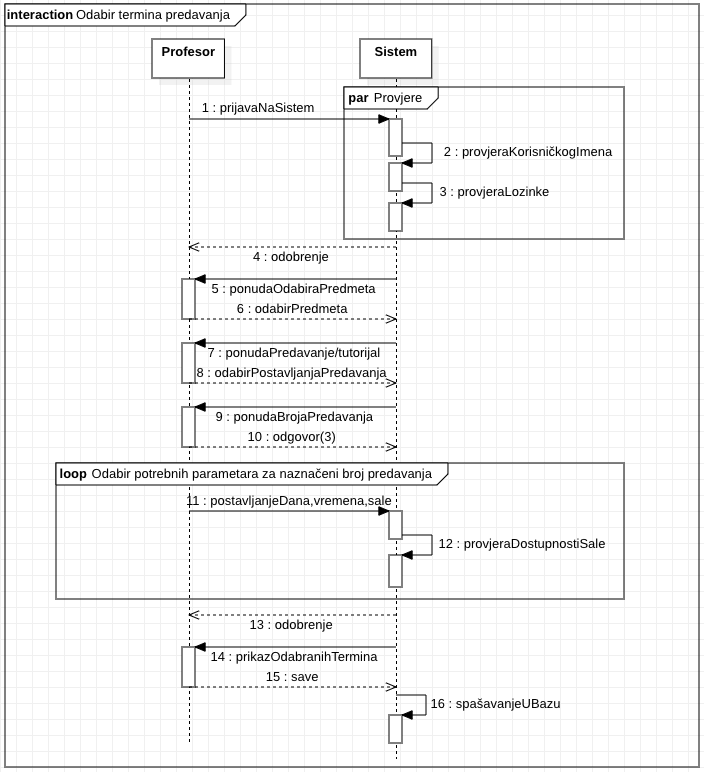 interaction Odabir termina predavanja
Profesor
Sistem
par Provjere
1 : prijavaNaSistem
2 : provjeraKorisničkogImena
3 : provjeraLozinke
4 : odobrenje
5 : ponudaOdabiraPredmeta
6 : odabirPredmeta
7 : ponudaPredavanje/tutorijal
8 : odabirPostavljanjaPredavanja
9 : ponudaBrojaPredavanja
10 : odgovor(3)
loop Odabir potrebnih parametara za naznačeni broj predavanja
11 : postavljanjeDana,vremena,sale
12 : provjeraDostupnostiSale
13 : odobrenje
14 : prikazOdabranihTermina
15 : save
16 : spašavanjeUBazu